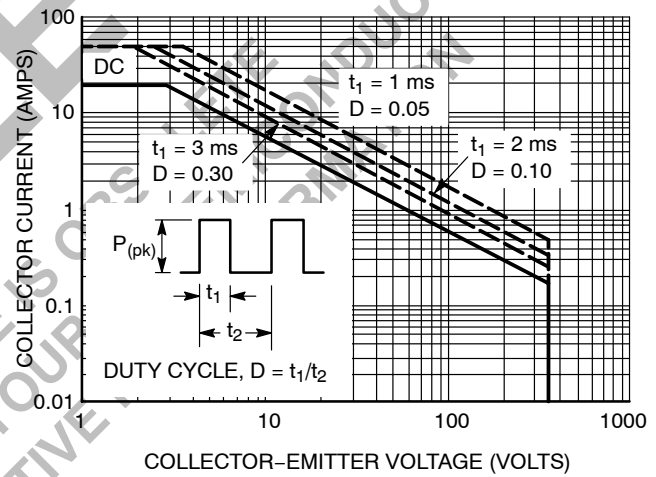 COLLECTOR CURRENT (AMPS)
100
10
1
0.1
0.01
DC
t₁ = 1 ms
D = 0.05
t₁ = 3 ms
D = 0.30
t₁ = 2 ms
D = 0.10
P(pk)
t₁
t₂
DUTY CYCLE, D = t₁/t₂
1 10 100 1000
COLLECTOR–EMITTER VOLTAGE (VOLTS)